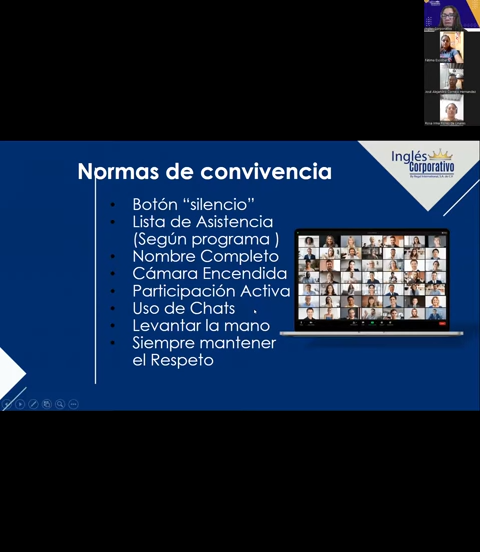 Normas de convivencia
Inglés
Corporativo
Botón “silencio”
Lista de Asistencia
(Según programa )
Nombre Completo
Cámara Encendida
Participación Activa
Uso de Chats
Levantar la mano
Siempre mantener
el Respeto